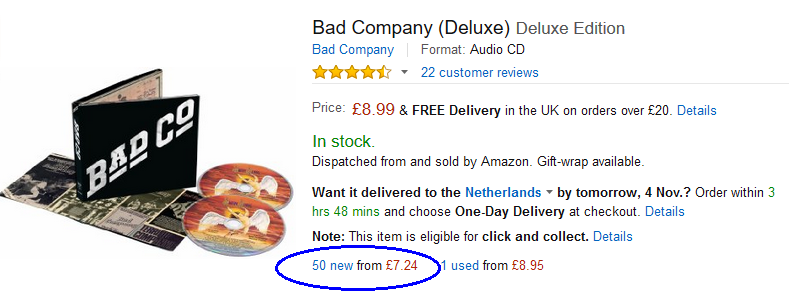 Bad Company (Deluxe) Deluxe Edition
Bad Company Format: Audio CD
22 customer reviews
Price: £8.99 & FREE Delivery in the UK on orders over £20. Details
In stock.
Dispatched from and sold by Amazon. Gift-wrap available.
Want it delivered to the Netherlands by tomorrow, 4 Nov.? Order within 3
hrs 48 mins and choose One-Day Delivery at checkout. Details
Note: This item is eligible for click and collect. Details
50 new from £7.24 1 used from £8.95
BAD CO
BAD CO